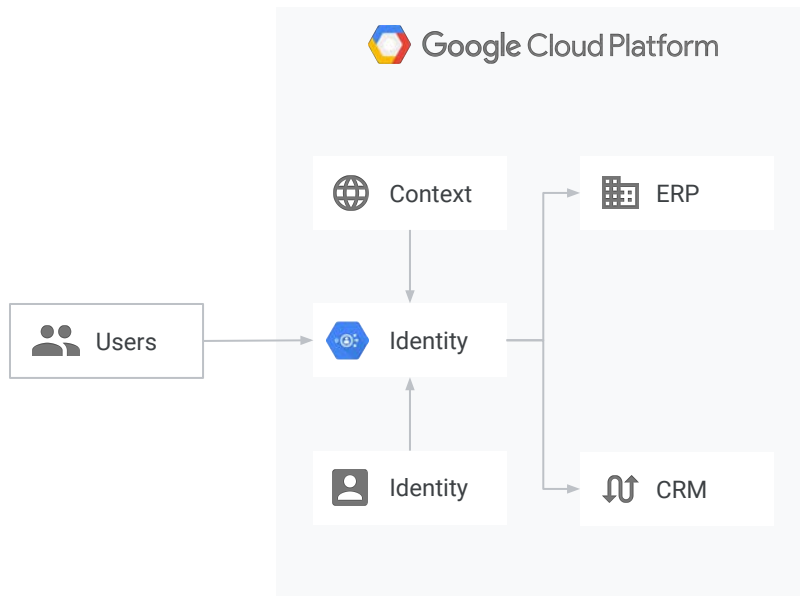 Google Cloud Platform
Context
ERP
Users
Identity
Identity
CRM